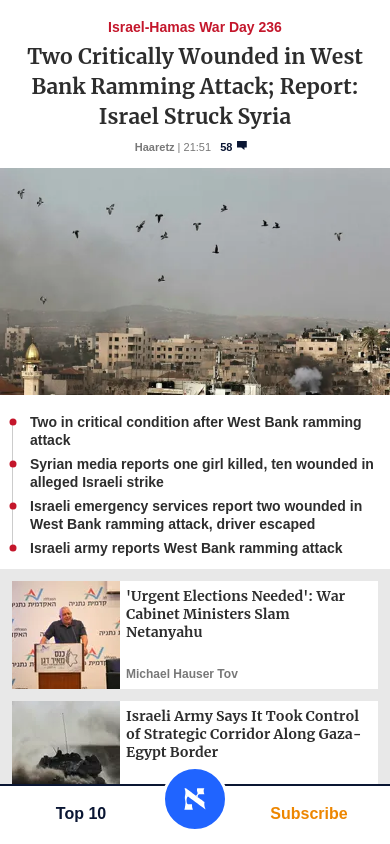 Israel-Hamas War Day 236
Two Critically Wounded in West
Bank Ramming Attack; Report:
Israel Struck Syria
Haaretz | 21:51 58
Two in critical condition after West Bank ramming
attack
Syrian media reports one girl killed, ten wounded in
alleged Israeli strike
Israeli emergency services report two wounded in
West Bank ramming attack, driver escaped
Israeli army reports West Bank ramming attack
'Urgent Elections Needed': War
Cabinet Ministers Slam
Netanyahu
Michael Hauser Tov
Israeli Army Says It Took Control
of Strategic Corridor Along Gaza-
Egypt Border
Top 10
Subscribe